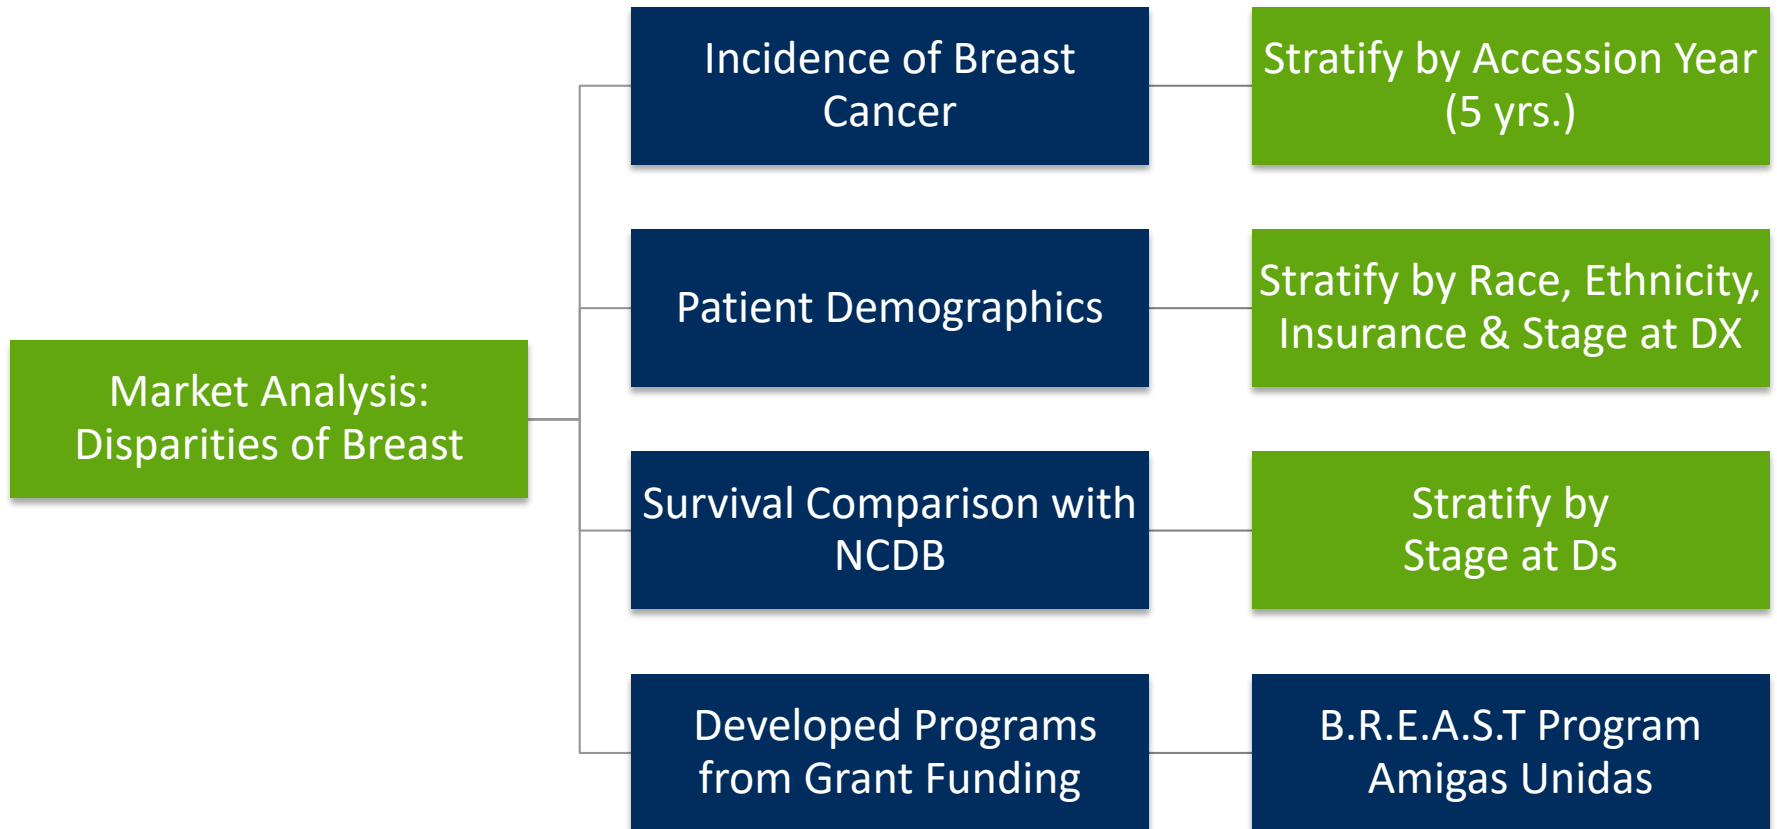 Market Analysis:
Disparities of Breast
Incidence of Breast
Cancer
Stratify by Accession Year
(5 yrs.)
Patient Demographics
Stratify by Race, Ethnicity,
Insurance & Stage at DX
Survival Comparison with
NCDB
Stratify by
Stage at Ds
Developed Programs
from Grant Funding
B.R.E.A.S.T Program
Amigas Unidas